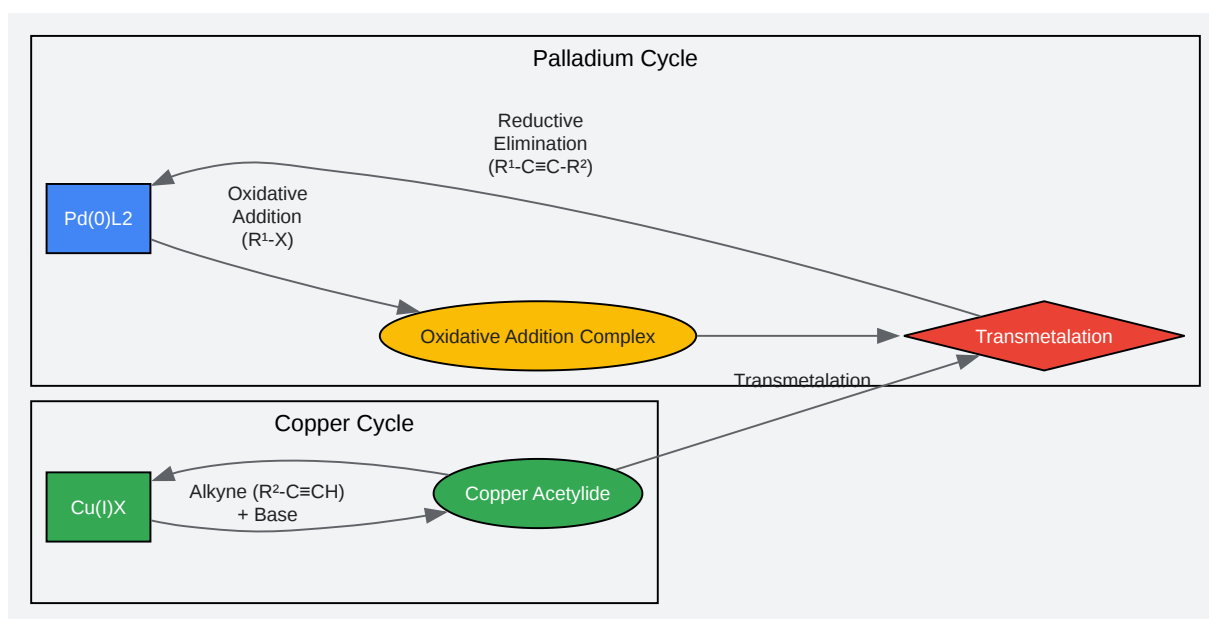 Palladium Cycle
Reductive
Elimination
(R¹-C≡C-R²)
Oxidative
Addition
(R¹-X)
Pd(0)L2
Oxidative Addition Complex
Transmetalation
Transmetalation
Copper Cycle
Alkyne (R²-C≡CH)
+ Base
Cu(I)X
Copper Acetylide